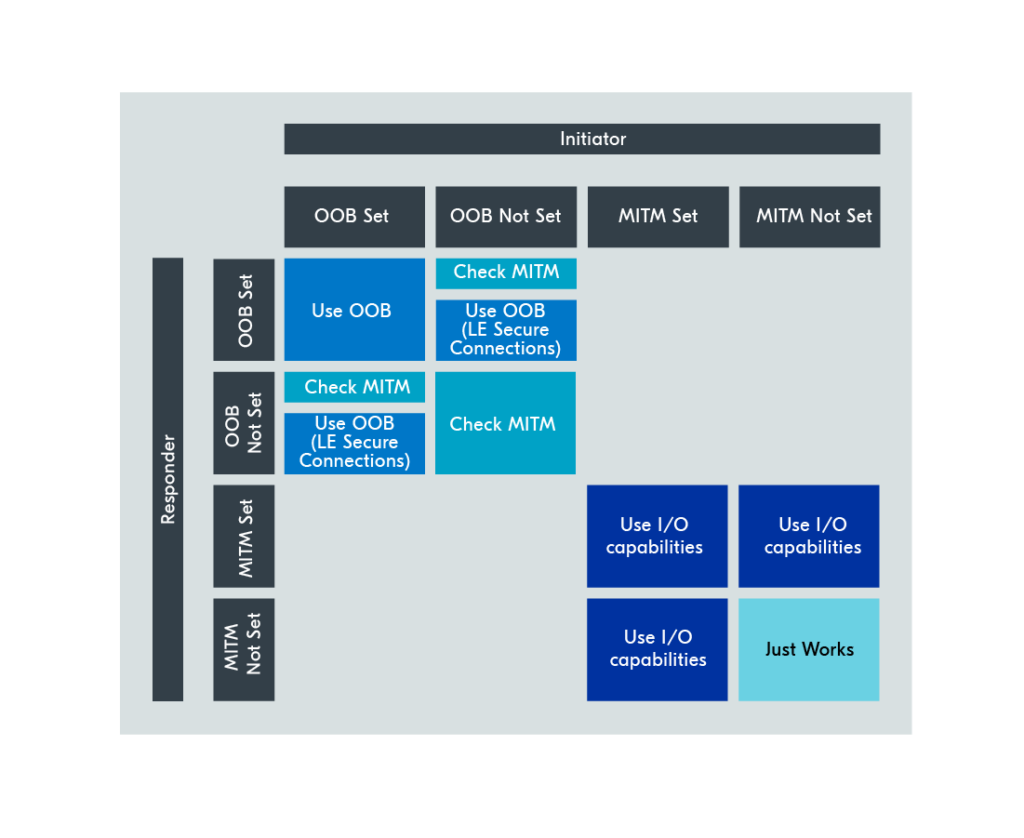 Initiator
OOB Set
OOB Not Set
MITM Set
MITM Not Set
Responder
OOB Set
Use OOB
Check MITM
Use OOB
(LE Secure
Connections)
OOB
Not Set
Check MITM
Use OOB
(LE Secure
Connections)
Check MITM
MITM Set
Use I/O
capabilities
Use I/O
capabilities
MITM
Not Set
Use I/O
capabilities
Just Works